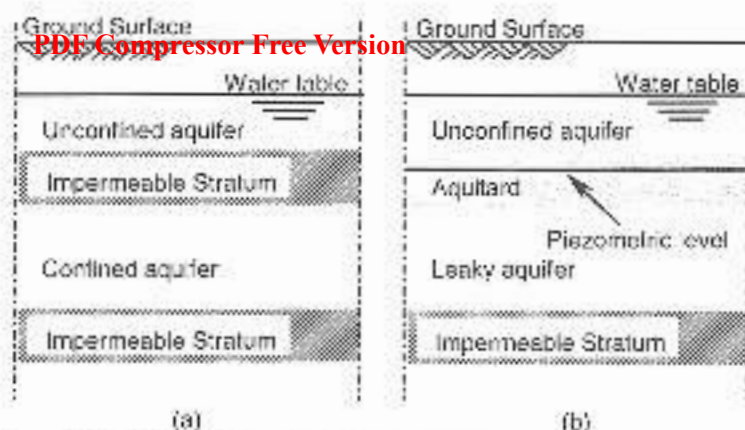 Ground Surface
PDF Compressor Free Version
Water table
Unconfined aquifer
Impermeable Stratum
Confined aquifer
Impermeable Stratum
(a)
Ground Surface
Water table
Unconfined aquifer
Aquitard
Piezometric level
Leaky aquifer
Impermeable Stratum
(b)